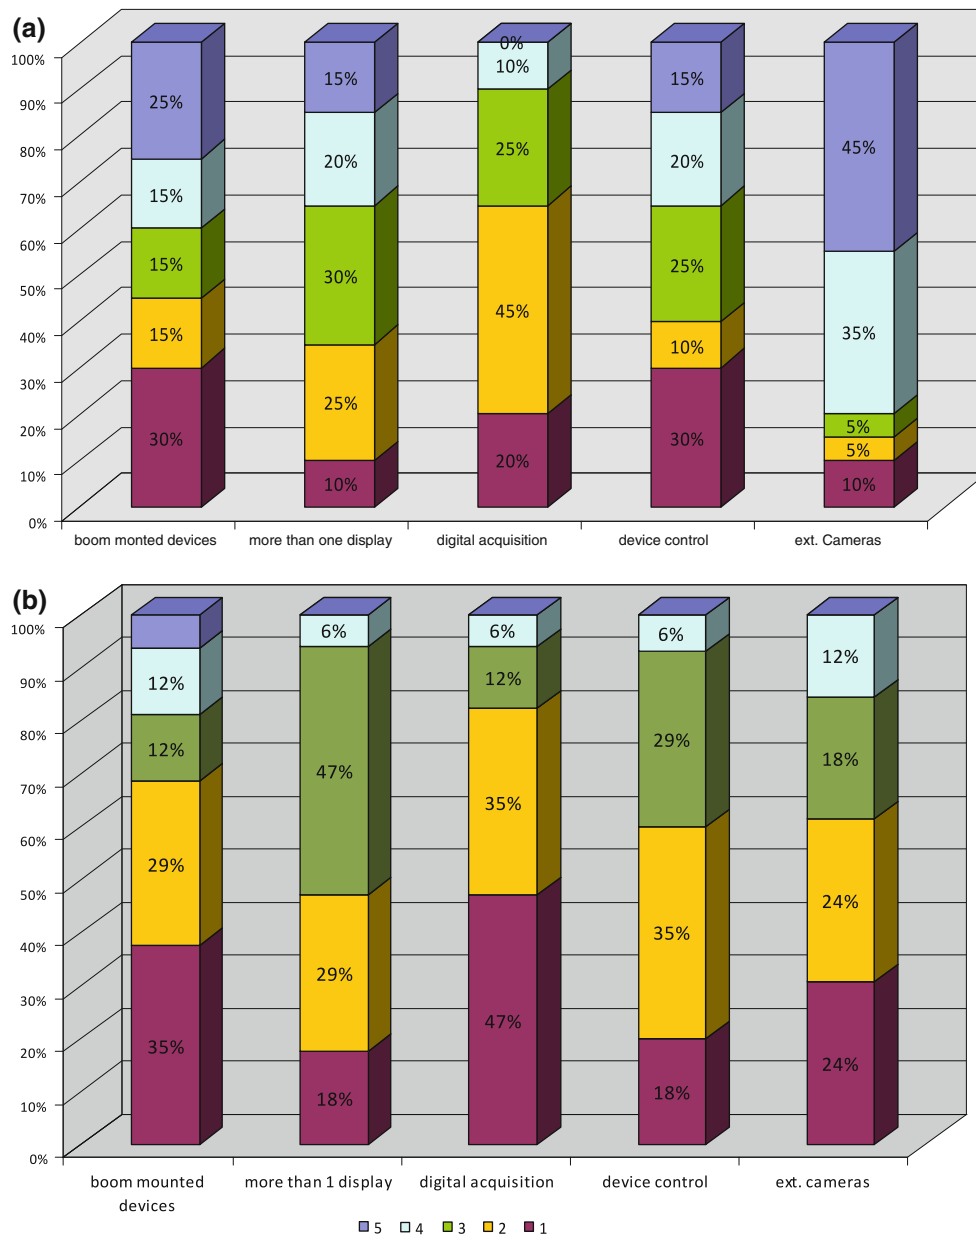 (a)
100%
90%
80%
70%
60%
50%
40%
30%
20%
10%
0%
25% 15% 0% 15% 45%
15% 20% 10% 20% 35%
15% 30% 25% 25% 5%
15% 25% 45% 10% 5%
30% 10% 20% 30% 10%
boom monted devices more than one display digital acquisition device control ext. Cameras
(b)
100%
90%
80%
70%
60%
50%
40%
30%
20%
10%
0%
12% 6% 6% 6% 12%
12% 47% 12% 29% 18%
29% 29% 35% 35% 24%
35% 18% 47% 18% 24%
boom mounted devices more than 1 display digital acquisition device control ext. cameras
5 4 3 2 1